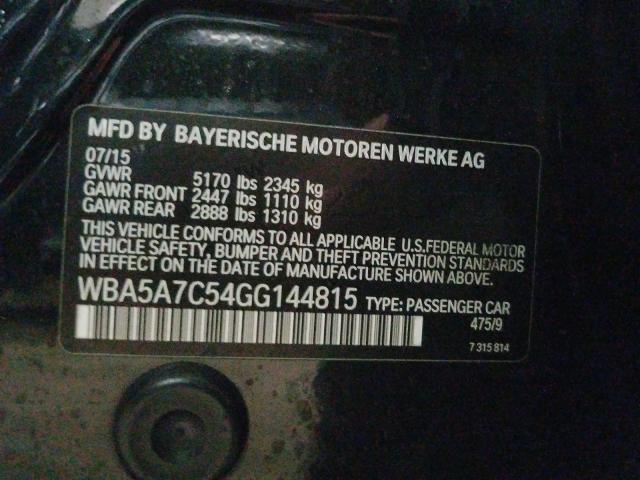 MFD BY BAYERISCHE MOTOREN WERKE AG
07/15
GVWR 5170 lbs 2345 kg
GAWR FRONT 2447 lbs 1110 kg
GAWR REAR 2888 lbs 1310 kg
THIS VEHICLE CONFORMS TO ALL APPLICABLE U.S.FEDERAL MOTOR
VEHICLE SAFETY, BUMPER AND THEFT PREVENTION STANDARDS
IN EFFECT ON THE DATE OF MANUFACTURE SHOWN ABOVE.
WBA5A7C54GG144815 TYPE: PASSENGER CAR
475/9
7 315 814